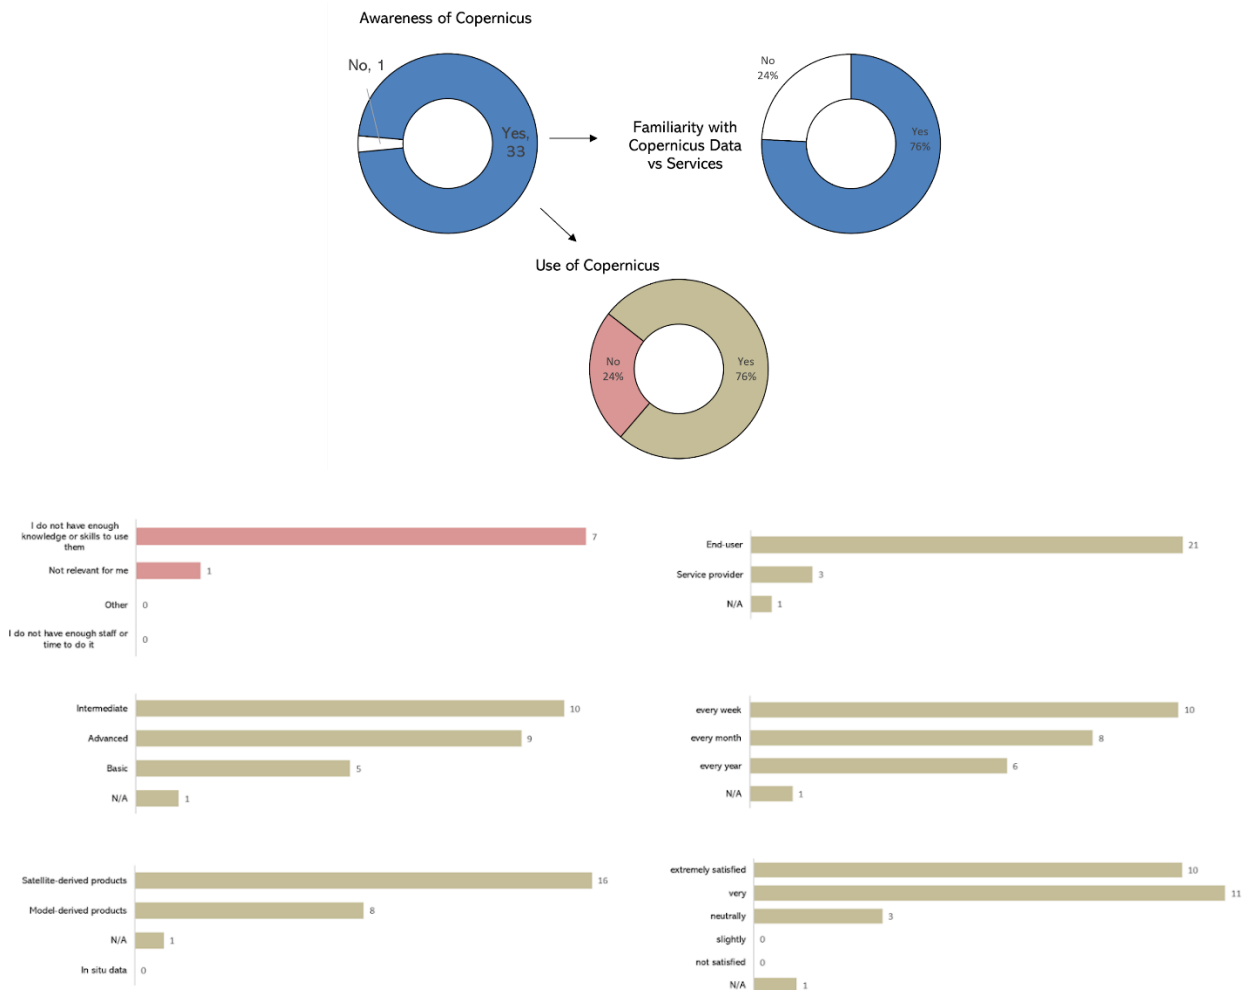 Awareness of Copernicus
No, 1
Yes,
33
Familiarity with
Copernicus Data
vs Services
No
24%
Yes
76%
Use of Copernicus
No
24%
Yes
76%
I do not have enough
knowledge or skills to use
them
7
Not relevant for me
1
Other
0
I do not have enough staff or
time to do it
0
End-user
21
Service provider
3
N/A
1
Intermediate
10
Advanced
9
Basic
5
N/A
1
every week
10
every month
8
every year
6
N/A
1
Satellite-derived products
16
Model-derived products
8
N/A
1
In situ data
0
extremely satisfied
10
very
11
neutrally
3
slightly
0
not satisfied
0
N/A
1